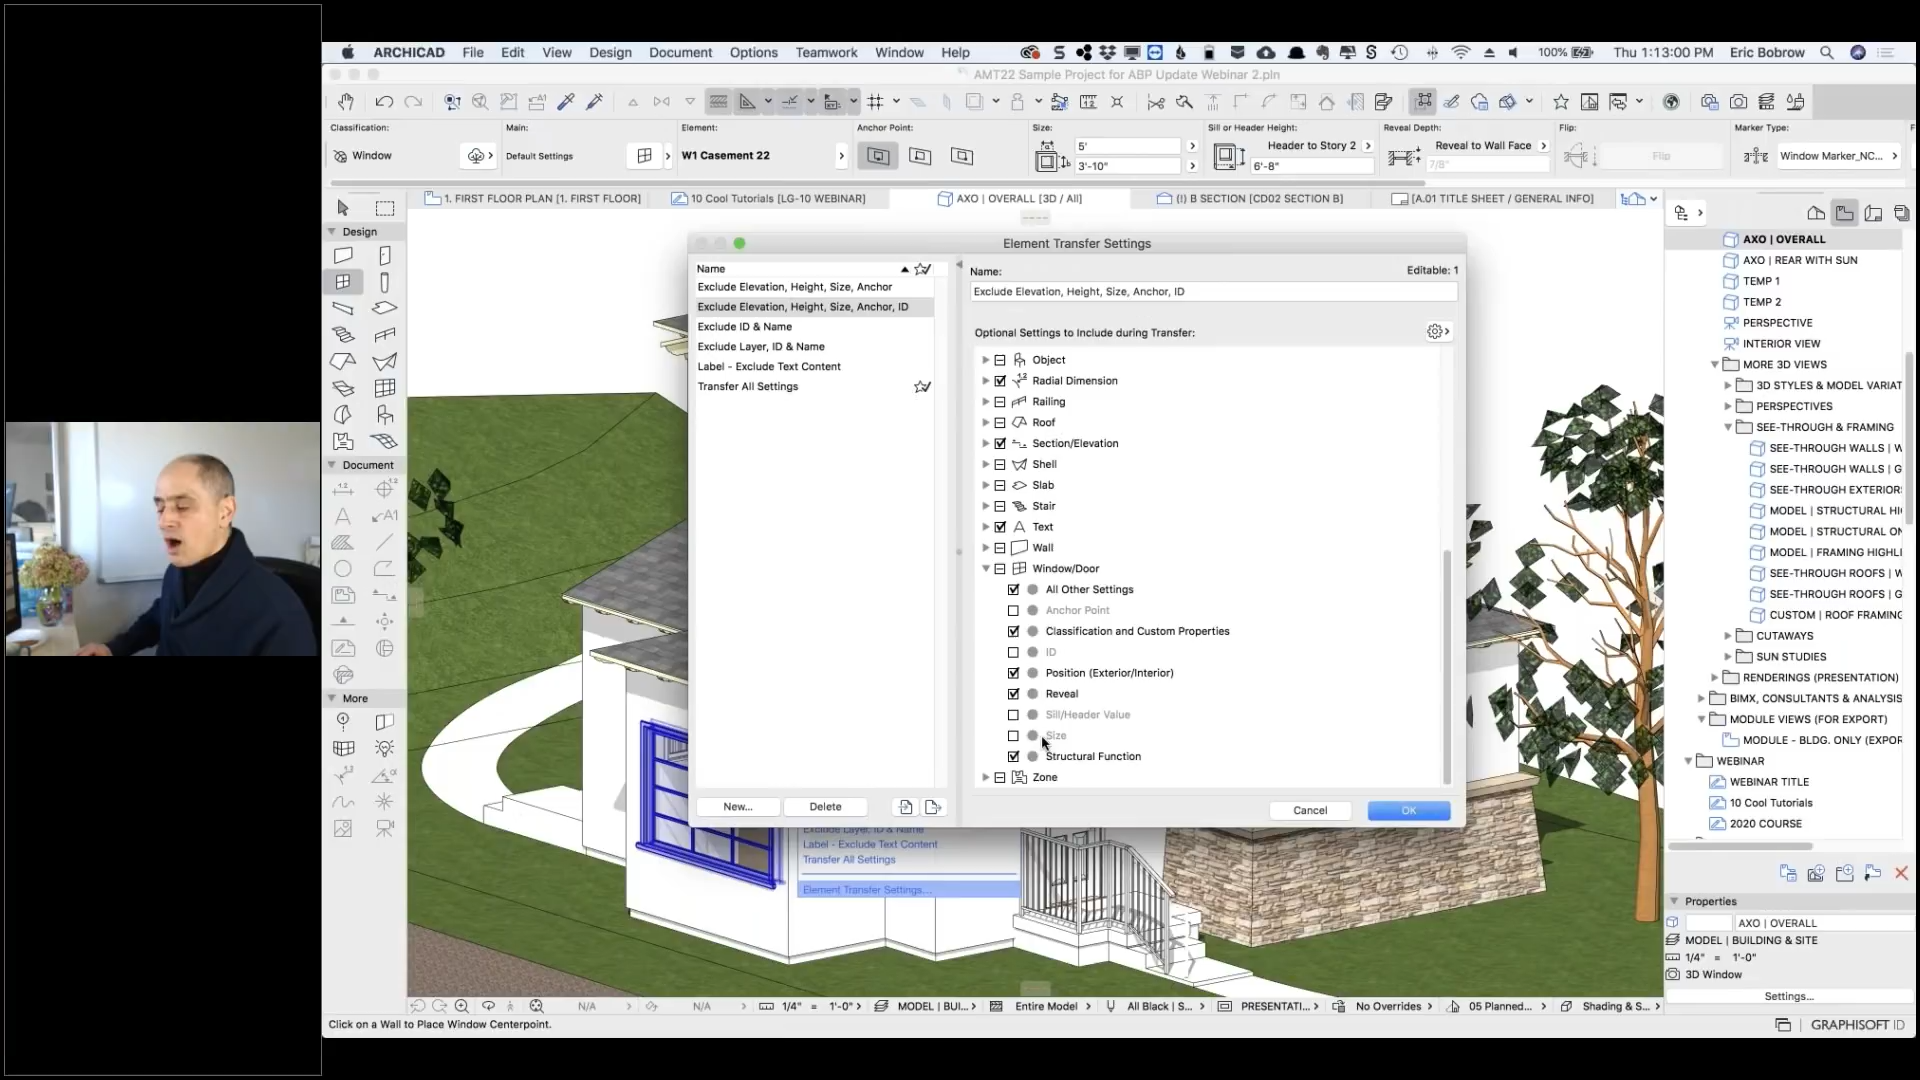 ARCHICAD File Edit View Design Document Options Teamwork Window Help 100% Thu 1:13:00 PM Eric Bobrow
AMT22 Sample Project for ABP Update Webinar 2.pln
Classification: Main: Element: Anchor Point: Size: Sill or Header Height: Reveal Depth: Flip: Marker Type:
Window Default Settings W1 Casement 22 5' Header to Story 2 Reveal to Wall Face Flip Window Marker_NC...
3'-10" 6'-8" 7/8"
1. FIRST FLOOR PLAN [1. FIRST FLOOR] 10 Cool Tutorials [LG-10 WEBINAR] AXO | OVERALL [3D / All] (!) B SECTION [CD02 SECTION B] [A.01 TITLE SHEET / GENERAL INFO]
Design
Document
More
Element Transfer Settings
Name
Exclude Elevation, Height, Size, Anchor
Exclude Elevation, Height, Size, Anchor, ID
Exclude ID & Name
Exclude Layer, ID & Name
Label - Exclude Text Content
Transfer All Settings
New...
Delete
Name:
Editable: 1
Exclude Elevation, Height, Size, Anchor, ID
Optional Settings to Include during Transfer:
Object
Radial Dimension
Railing
Roof
Section/Elevation
Shell
Slab
Stair
Text
Wall
Window/Door
All Other Settings
Anchor Point
Classification and Custom Properties
ID
Position (Exterior/Interior)
Reveal
Sill/Header Value
Size
Structural Function
Zone
Cancel
OK
Exclude Layer, ID & Name
Label - Exclude Text Content
Transfer All Settings
Element Transfer Settings...
AXO | OVERALL
AXO | REAR WITH SUN
TEMP 1
TEMP 2
PERSPECTIVE
INTERIOR VIEW
MORE 3D VIEWS
3D STYLES & MODEL VARIAT
PERSPECTIVES
SEE-THROUGH & FRAMING
SEE-THROUGH WALLS | W
SEE-THROUGH WALLS | G
SEE-THROUGH EXTERIOR
MODEL | STRUCTURAL HI
MODEL | STRUCTURAL ON
MODEL | FRAMING HIGHLI
SEE-THROUGH ROOFS | W
SEE-THROUGH ROOFS | G
CUSTOM | ROOF FRAMING
CUTAWAYS
SUN STUDIES
RENDERINGS (PRESENTATION)
BIMX, CONSULTANTS & ANALYSIS
MODULE VIEWS (FOR EXPORT)
MODULE - BLDG. ONLY (EXPOR
WEBINAR
WEBINAR TITLE
10 Cool Tutorials
2020 COURSE
Properties
AXO | OVERALL
MODEL | BUILDING & SITE
1/4" = 1'-0"
3D Window
Settings...
N/A N/A 1/4" = 1'-0" MODEL | BUI... Entire Model All Black | S... PRESENTATI... No Overrides 05 Planned... Shading & S...
Click on a Wall to Place Window Centerpoint.
GRAPHISOFT ID